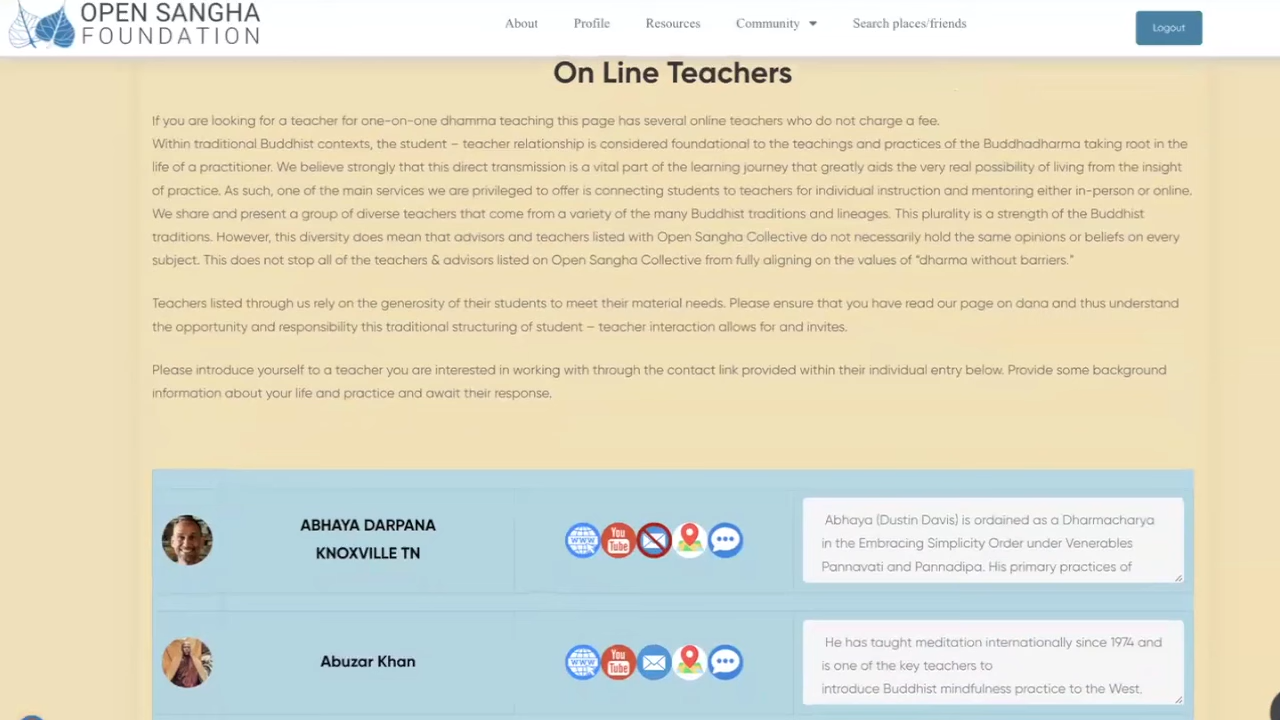 OPEN SANGHA
FOUNDATION
About Profile Resources Community Search places/friends
Logout
On Line Teachers
If you are looking for a teacher for one-on-one dhamma teaching this page has several online teachers who do not charge a fee.
Within traditional Buddhist contexts, the student – teacher relationship is considered foundational to the teachings and practices of the Buddhadharma taking root in the
life of a practitioner. We believe strongly that this direct transmission is a vital part of the learning journey that greatly aids the very real possibility of living from the insight
of practice. As such, one of the main services we are privileged to offer is connecting students to teachers for individual instruction and mentoring either in-person or online.
We share and present a group of diverse teachers that come from a variety of the many Buddhist traditions and lineages. This plurality is a strength of the Buddhist
traditions. However, this diversity does mean that advisors and teachers listed with Open Sangha Collective do not necessarily hold the same opinions or beliefs on every
subject. This does not stop all of the teachers & advisors listed on Open Sangha Collective from fully aligning on the values of “dharma without barriers.”
Teachers listed through us rely on the generosity of their students to meet their material needs. Please ensure that you have read our page on dana and thus understand
the opportunity and responsibility this traditional structuring of student – teacher interaction allows for and invites.
Please introduce yourself to a teacher you are interested in working with through the contact link provided within their individual entry below. Provide some background
information about your life and practice and await their response.
ABHAYA DARPANA
KNOXVILLE TN
WWW
You
Tube
Abhaya (Dustin Davis) is ordained as a Dharmacharya
in the Embracing Simplicity Order under Venerables
Pannavati and Pannadipa. His primary practices of
Abuzar Khan
WWW
You
Tube
He has taught meditation internationally since 1974 and
is one of the key teachers to
introduce Buddhist mindfulness practice to the West.